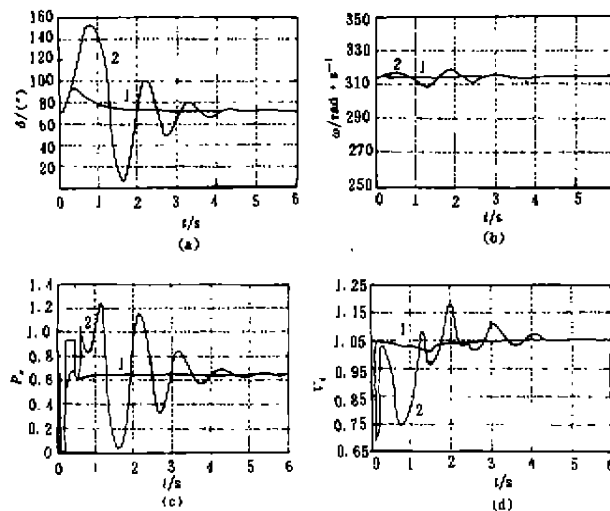 160
140
120
100
80
60
40
20
δ/(°)
2
1
0 1 2 3 4 5 6
t/s
(a)
350
330
310
290
270
250
ω/rad • s⁻¹
2
1
0 1 2 3 4 5 6
t/s
(b)
1.4
1.2
1.0
0.8
0.6
0.4
0.2
0
2
1
0 1 2 3 4 5 6
t/s
(c)
1.25
1.15
1.05
0.95
0.85
0.75
0.65
1
2
0 1 2 3 4 5 6
t/s
(d)